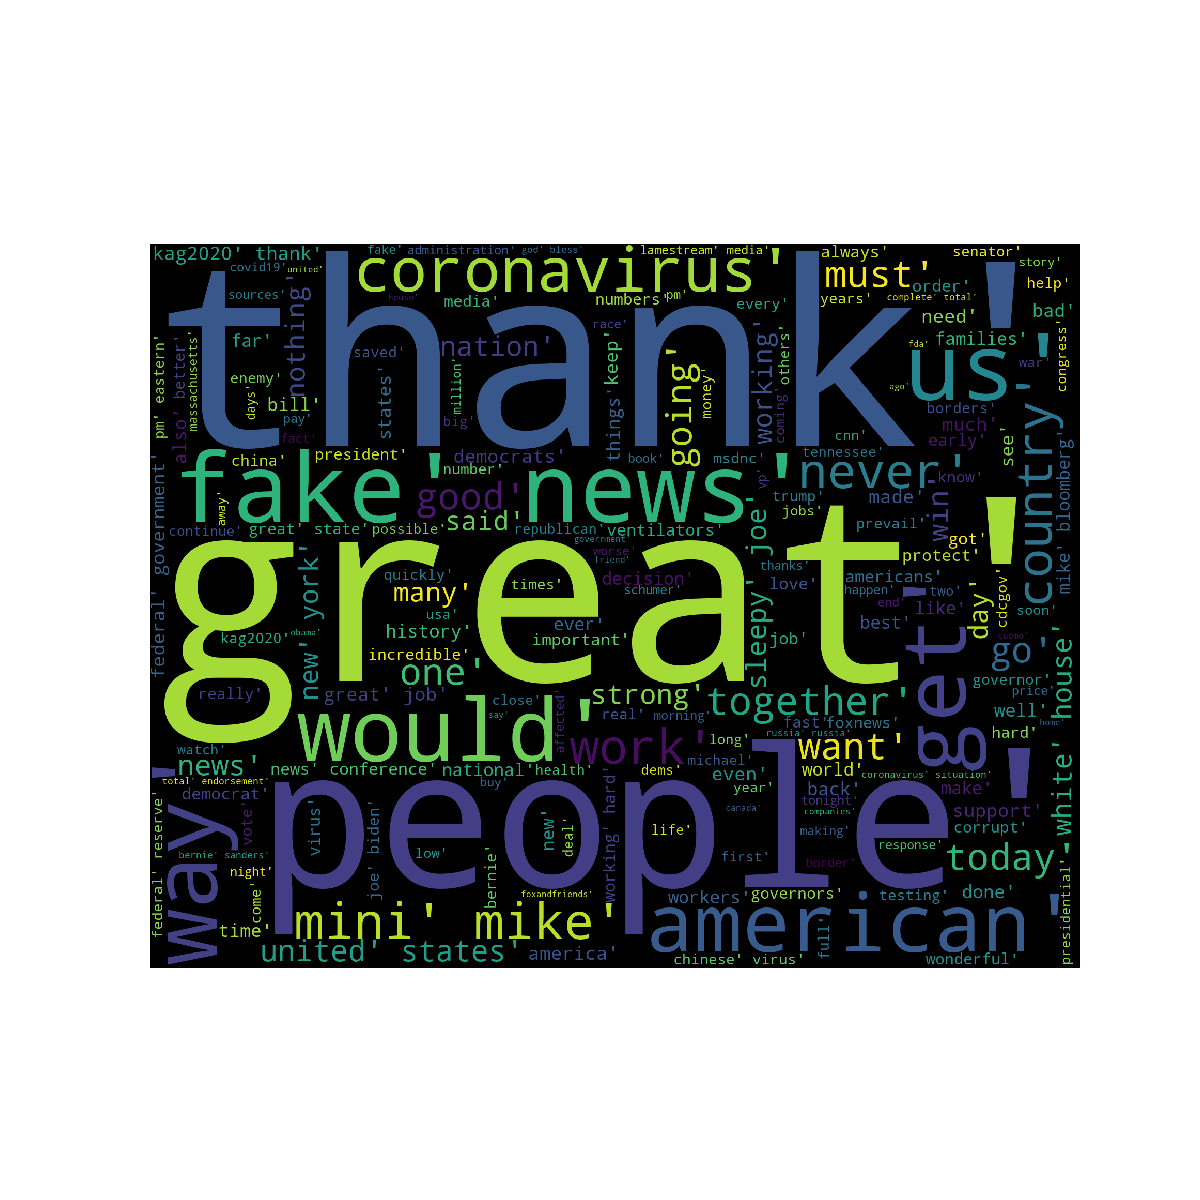 kag2020' thank'
fake' administration' god' bless'
lamestream' media'
always'
senator'
covid19'
united'
coronavirus'
must'
story'
sources'
nothing'
house'
media'
numbers'
pm'
every'
years'
complete' total'
order'
help'
thank'
us'
far'
saved'
nation'
race'
keep'
going'
working'
others'
need'
fda'
families'
war'
bad'
congress'
pm' eastern'
also' better'
massachusetts'
enemy'
days'
bill'
pay'
states'
million'
big'
things'
money'
coming'
ago'
borders'
much'
country'
fact'
cnn'
early'
see'
china'
president'
democrats'
book'
msdnc'
tennessee'
fake' news'
number'
vp'
never'
know'
federal' government'
away'
good'
trump'
made'
win'
mike' bloomberg'
said'
jobs'
continue'
great' state'
possible'
republican'
ventilators'
prevail'
government'
got'
great'
worse'
friend'
joe'
protect'
quickly'
times'
decision'
thanks'
americans'
cdcgov'
many'
schumer'
love'
happen'
end'
two'
day'
soon'
new' york'
usa'
ever'
best'
like'
kag2020'
obama'
history'
important'
sleepy' joe'
job'
get'
cuomo'
incredible'
one'
go'
house'
really'
great' job'
strong'
together'
governor'
price'
close'
say'
real'
morning'
fast'
foxnews'
well'
would'
affected'
work'
long'
russia' russia'
hard'
home'
watch'
news'
michael'
want'
news' conference'
national'
health'
dems'
even'
world'
coronavirus' situation'
white' house'
total' endorsement'
buy'
year'
back'
make'
democrat'
people'
canada'
tonight'
companies'
support'
way'
vote'
virus'
new'
deal'
working' hard'
life'
making'
corrupt'
federal' reserve'
bernie' sanders'
joe' biden'
low'
first'
border'
response'
today'
night'
bernie'
foxandfriends'
workers'
governors'
testing'
done'
come'
mini' mike'
american'
presidential'
time'
full'
united' states'
america'
chinese' virus'
wonderful'